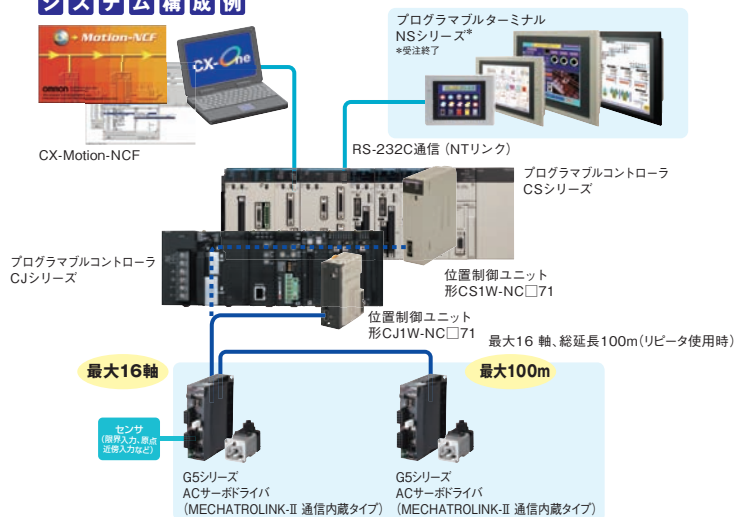 システム構成例
Motion-NCF
OMRON
CX-One
CX-Motion-NCF
プログラマブルターミナル
NSシリーズ*
*受注終了
RS-232C通信（NTリンク）
プログラマブルコントローラ
CSシリーズ
プログラマブルコントローラ
CJシリーズ
位置制御ユニット
形CS1W-NC□71
位置制御ユニット
形CJ1W-NC□71
最大16 軸、総延長100m（リピータ使用時）
最大16軸
最大100m
センサ
（限界入力、原点
近傍入力など）
G5シリーズ
ACサーボドライバ
（MECHATROLINK-Ⅱ 通信内蔵タイプ）
G5シリーズ
ACサーボドライバ
（MECHATROLINK-Ⅱ 通信内蔵タイプ）